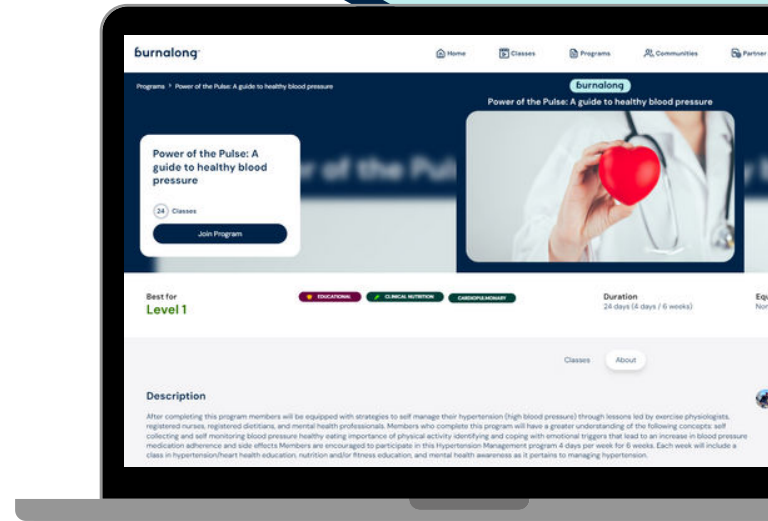 burnalong
Home
Classes
Programs
Communities
Partner
Programs > Power of the Pulse: A guide to healthy blood pressure
burnalong
Power of the Pulse: A guide to healthy blood pressure
Power of the Pulse: A
guide to healthy blood
pressure
24 Classes
Join Program
r of the Pul
Best for
Level 1
EDUCATIONAL
CLINICAL NUTRITION
CARDIOPULMONARY
Duration
24 days (4 days / 6 weeks)
Equ
Non
Classes
About
Description
After completing this program members will be equipped with strategies to self manage their hypertension (high blood pressure) through lessons led by exercise physiologists,
registered nurses, registered dietitians, and mental health professionals. Members who complete this program will have a greater understanding of the following concepts: self
collecting and self monitoring blood pressure healthy eating importance of physical activity identifying and coping with emotional triggers that lead to an increase in blood pressure
medication adherence and side effects Members are encouraged to participate in this Hypertension Management program 4 days per week for 6 weeks. Each week will include a
class in hypertension/heart health education, nutrition and/or fitness education, and mental health awareness as it pertains to managing hypertension.